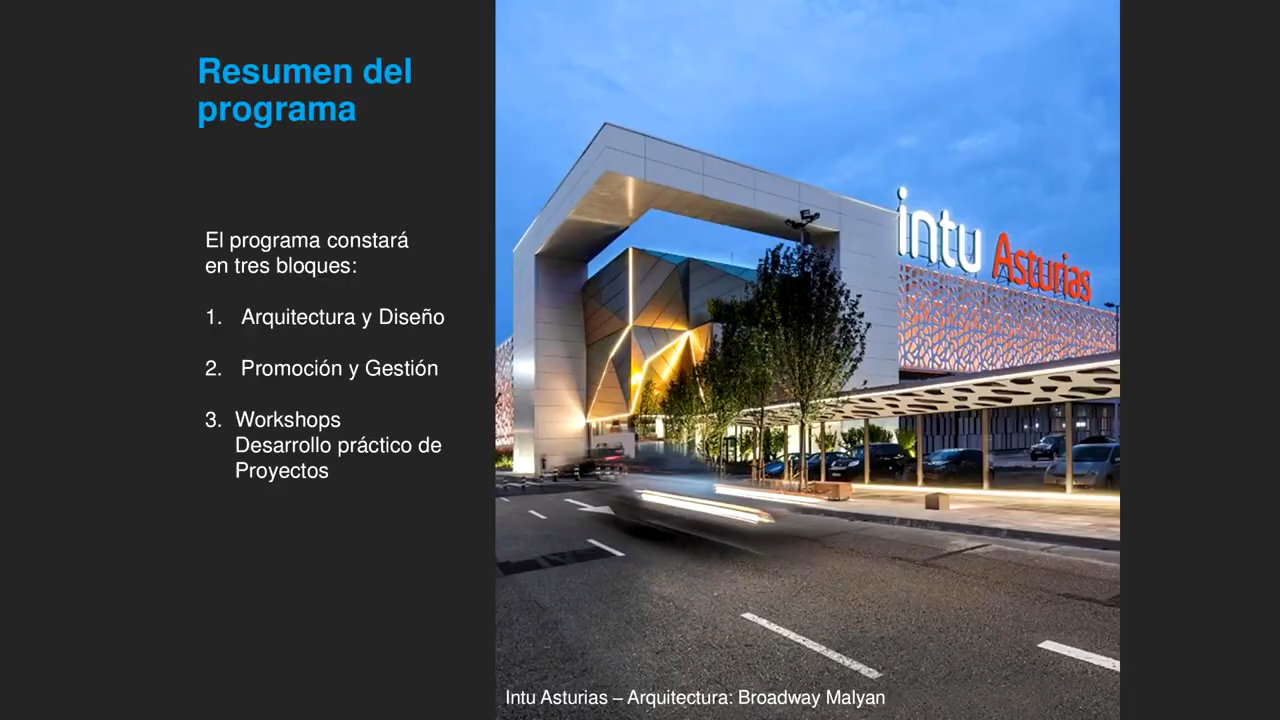 Resumen del
programa
El programa constará
en tres bloques:
1. Arquitectura y Diseño
2. Promoción y Gestión
3. Workshops
Desarrollo práctico de
Proyectos
intu Asturias
Intu Asturias – Arquitectura: Broadway Malyan